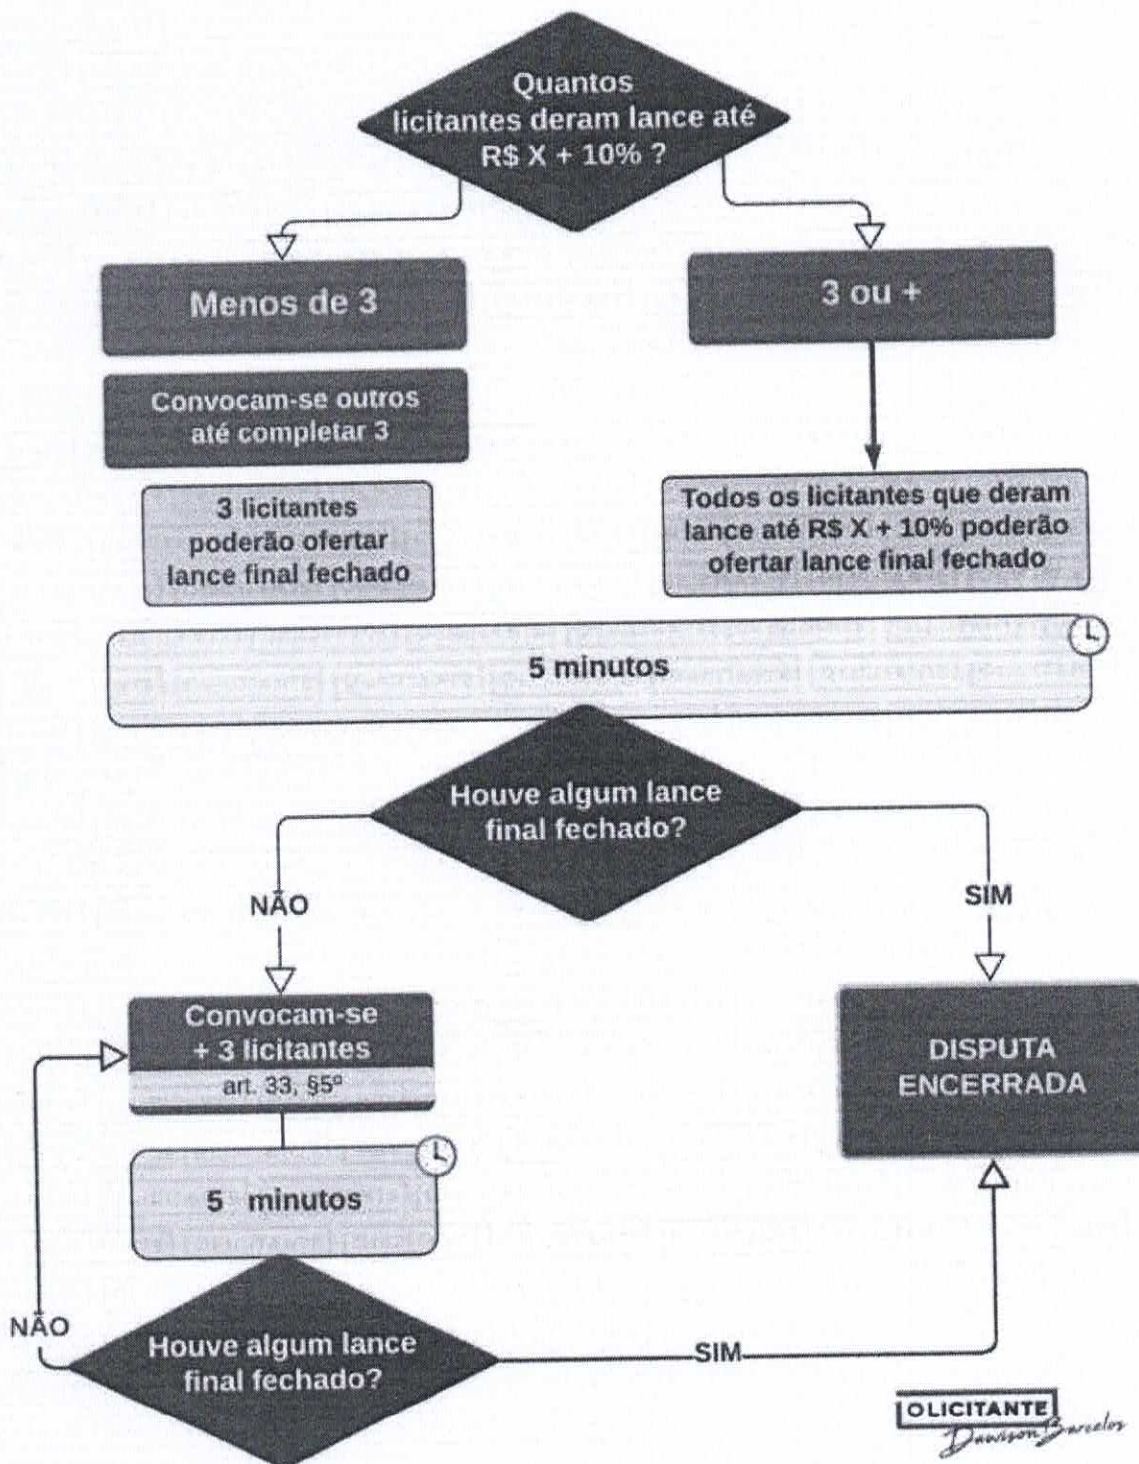 Quantos
licitantes deram lance até
R$ X + 10% ?
Menos de 3
3 ou +
Convocam-se outros
até completar 3
3 licitantes
poderão ofertar
lance final fechado
Todos os licitantes que deram
lance até R$ X + 10% poderão
ofertar lance final fechado
5 minutos
Houve algum lance
final fechado?
NÃO
SIM
Convocam-se
+ 3 licitantes
art. 33, §5º
DISPUTA
ENCERRADA
5 minutos
NÃO
Houve algum lance
final fechado?
SIM
OLICITANTE
Dawison Barcelos